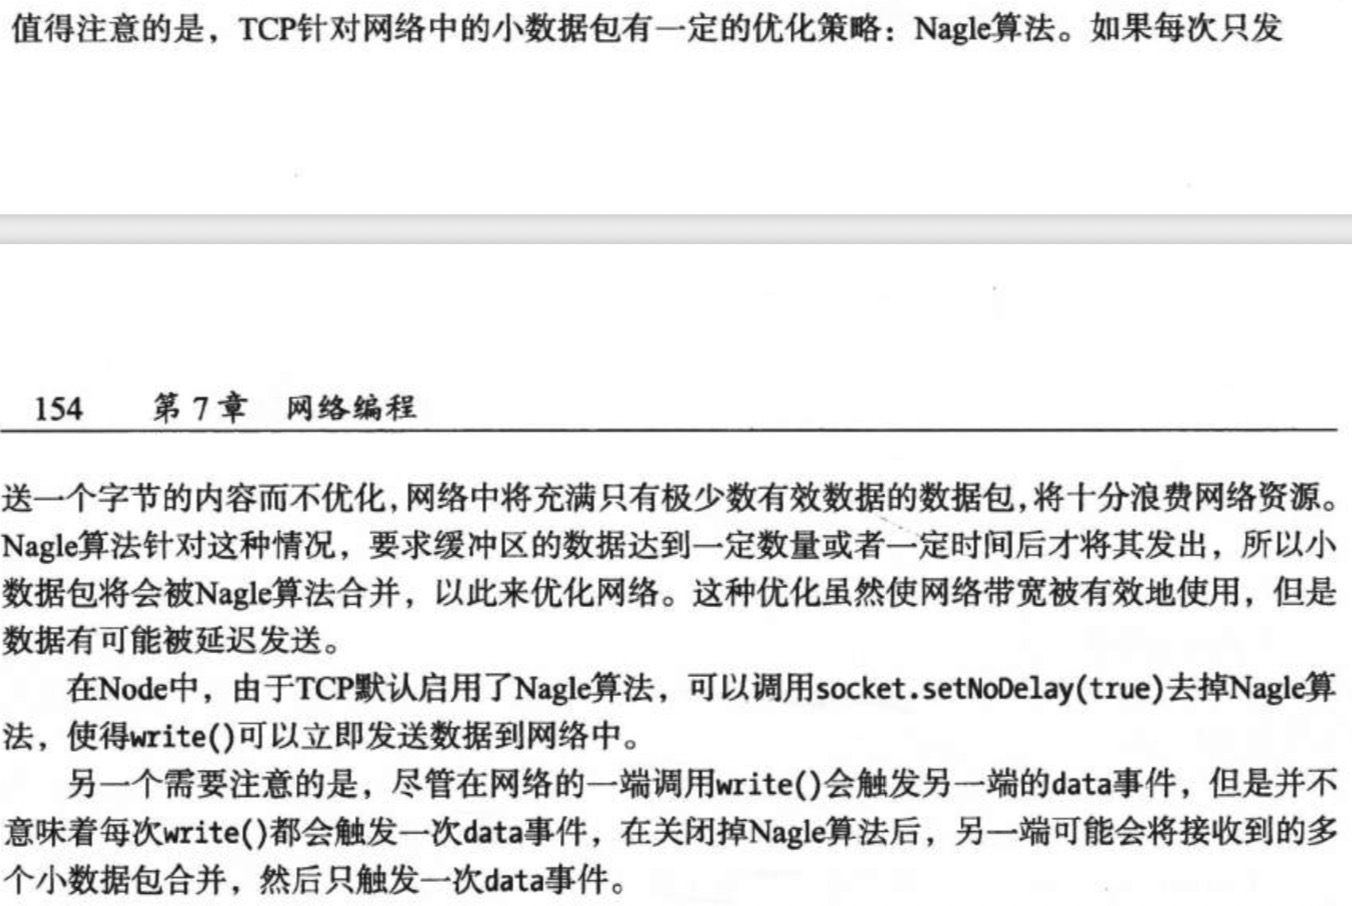 值得注意的是，TCP针对网络中的小数据包有一定的优化策略：Nagle算法。如果每次只发
154 第 7 章 网络编程
送一个字节的内容而不优化，网络中将充满只有极少数有效数据的数据包，将十分浪费网络资源。
Nagle算法针对这种情况，要求缓冲区的数据达到一定数量或者一定时间后才将其发出，所以小
数据包将会被Nagle算法合并，以此来优化网络。这种优化虽然使网络带宽被有效地使用，但是
数据有可能被延迟发送。
在Node中，由于TCP默认启用了Nagle算法，可以调用socket.setNoDelay(true)去掉Nagle算
法，使得write()可以立即发送数据到网络中。
另一个需要注意的是，尽管在网络的一端调用write()会触发另一端的data事件，但是并不
意味着每次write()都会触发一次data事件，在关闭掉Nagle算法后，另一端可能会将接收到的多
个小数据包合并，然后只触发一次data事件。